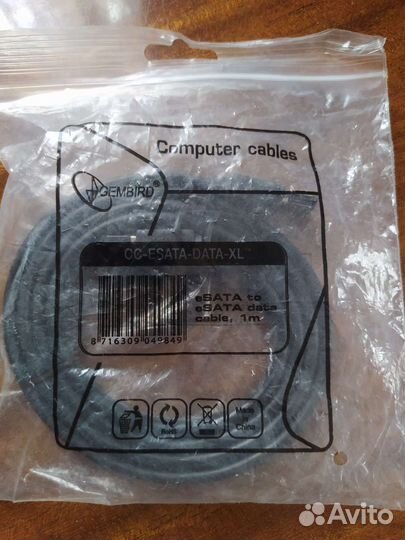 Computer cables
GEMBIRD®
CC-ESATA-DATA-XL
eSATA to
eSATA data
cable, 1m
8 716309 049849
RoHS
Made in
China
Avito